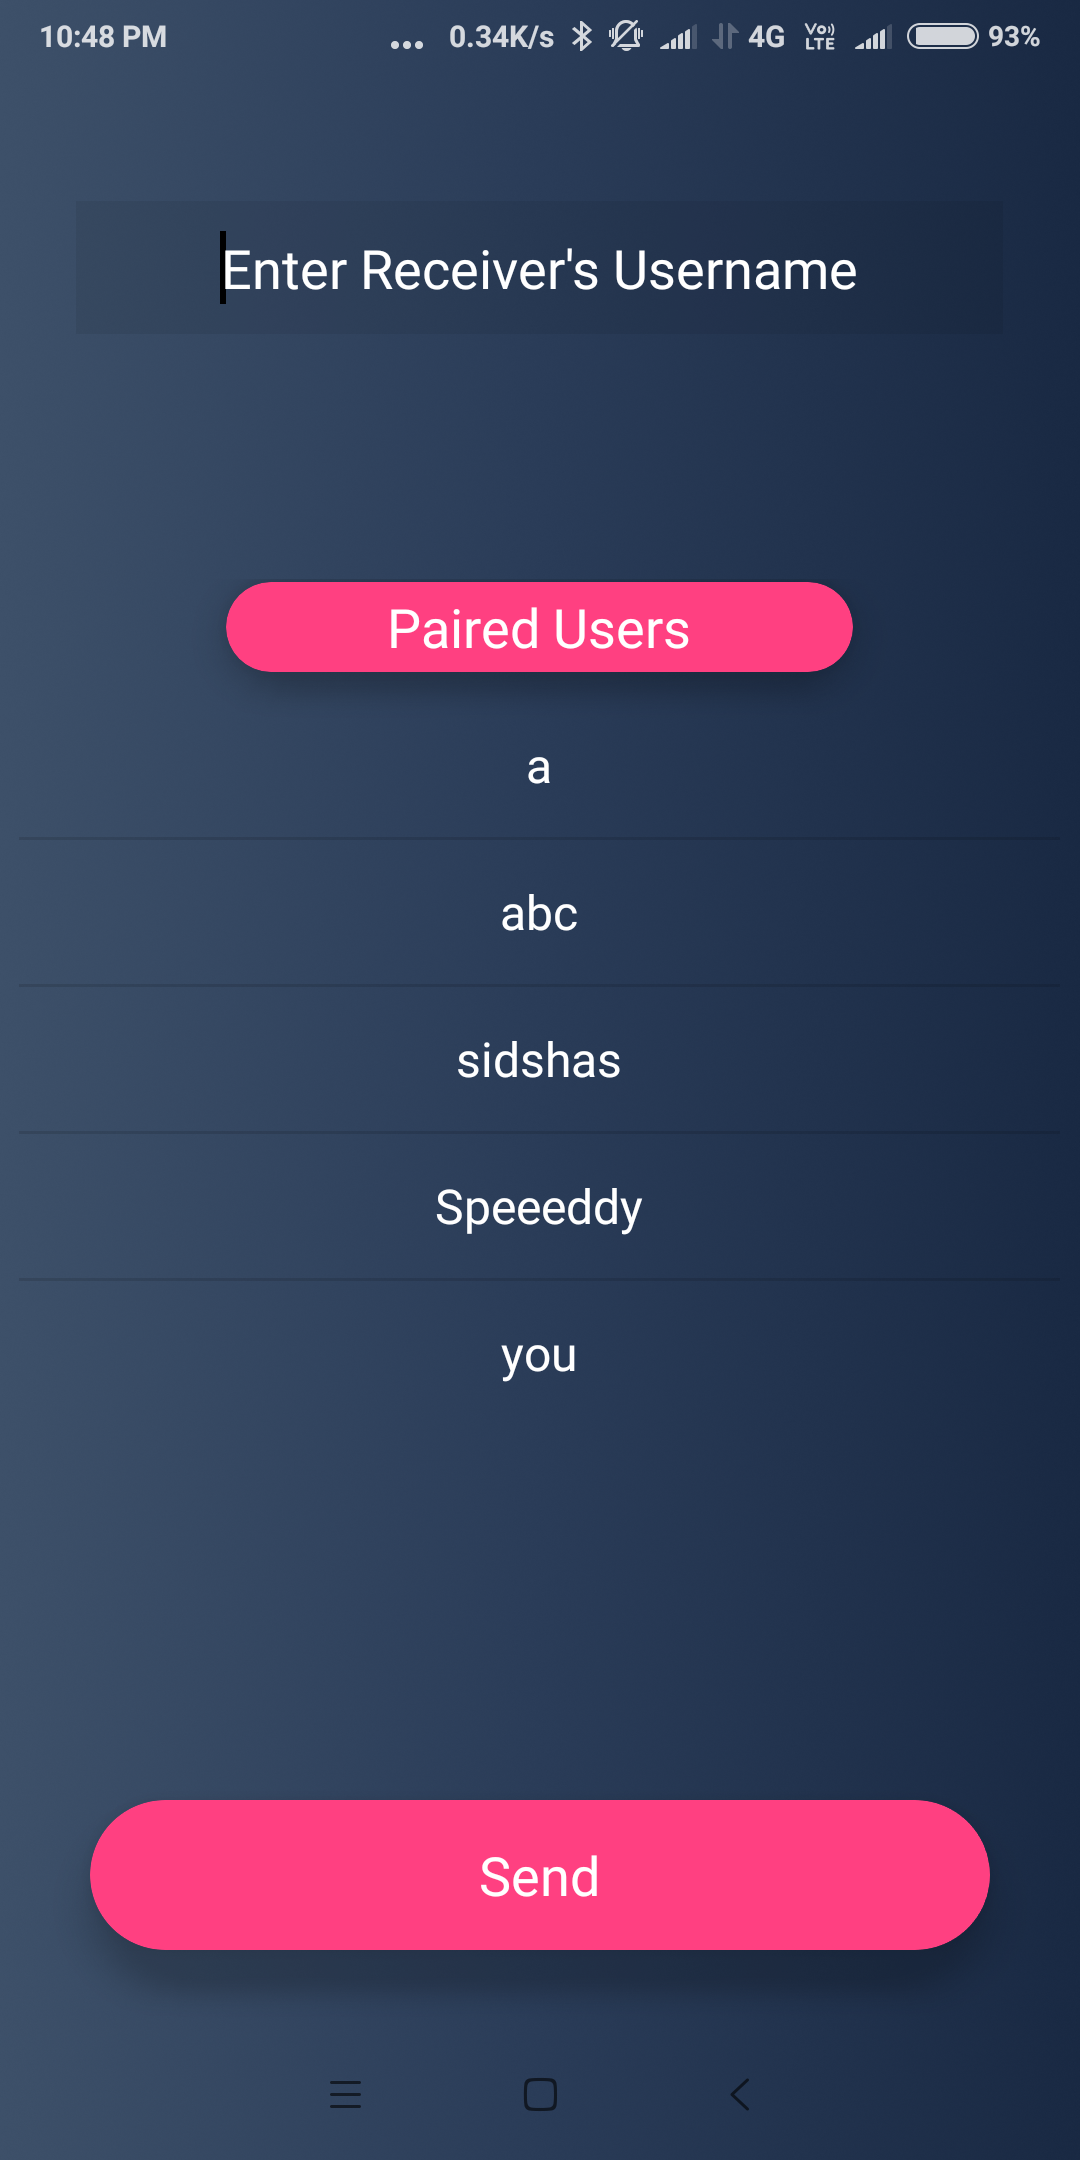 10:48 PM ... 0.34K/s 4G VoLTE 93%
Enter Receiver's Username
Paired Users
a
abc
sidshas
Speeeddy
you
Send